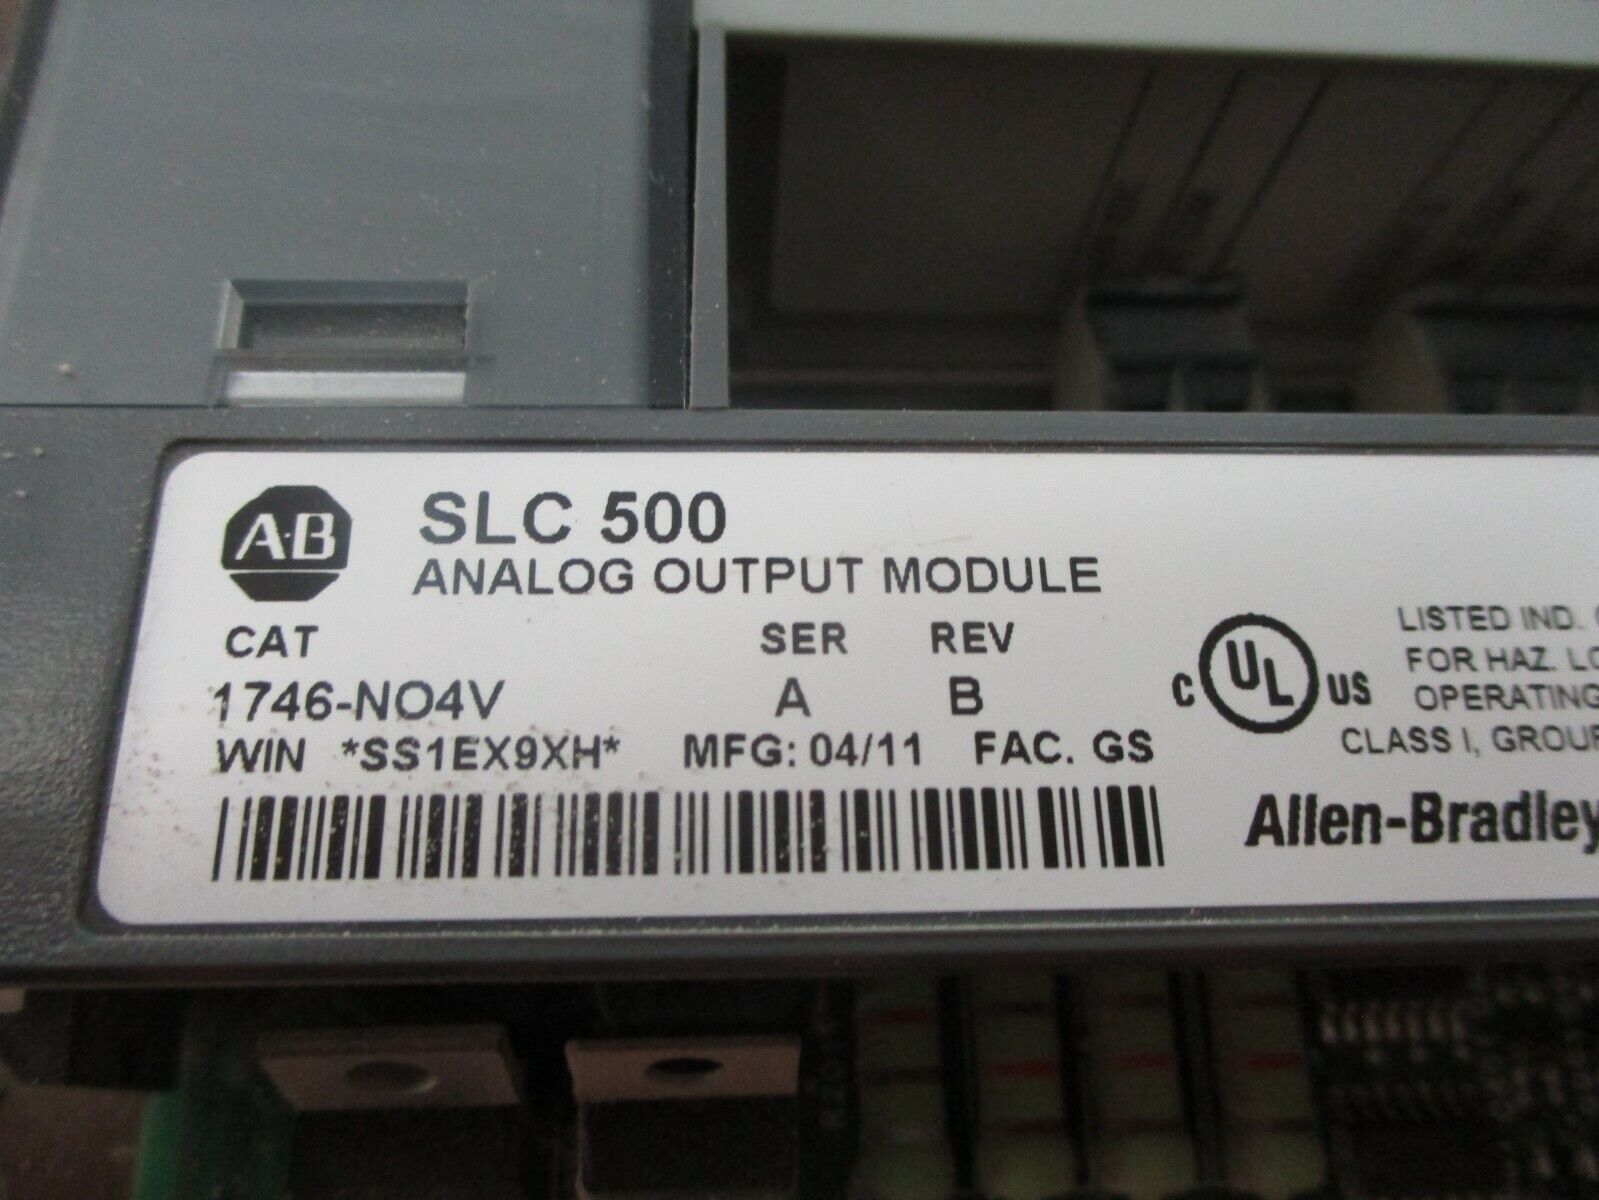 A·B SLC 500
ANALOG OUTPUT MODULE
CAT SER REV
1746-NO4V A B
WIN *SS1EX9XH* MFG: 04/11 FAC. GS
C UL US
LISTED IND.
FOR HAZ.
OPERATING
CLASS I,
Allen-Bradley